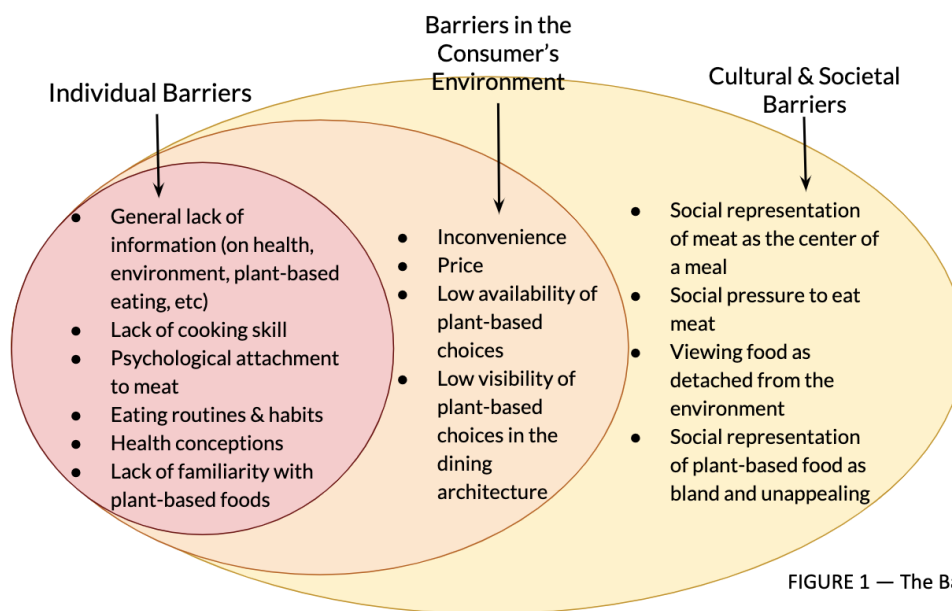 Individual Barriers
● General lack of
information (on health,
environment, plant-based
eating, etc)
● Lack of cooking skill
● Psychological attachment
to meat
● Eating routines & habits
● Health conceptions
● Lack of familiarity with
plant-based foods
Barriers in the
Consumer's
Environment
● Inconvenience
● Price
● Low availability of
plant-based
choices
● Low visibility of
plant-based
choices in the
dining
architecture
Cultural & Societal
Barriers
● Social representation
of meat as the center of
a meal
● Social pressure to eat
meat
● Viewing food as
detached from the
environment
● Social representation
of plant-based food as
bland and unappealing
FIGURE 1 — The